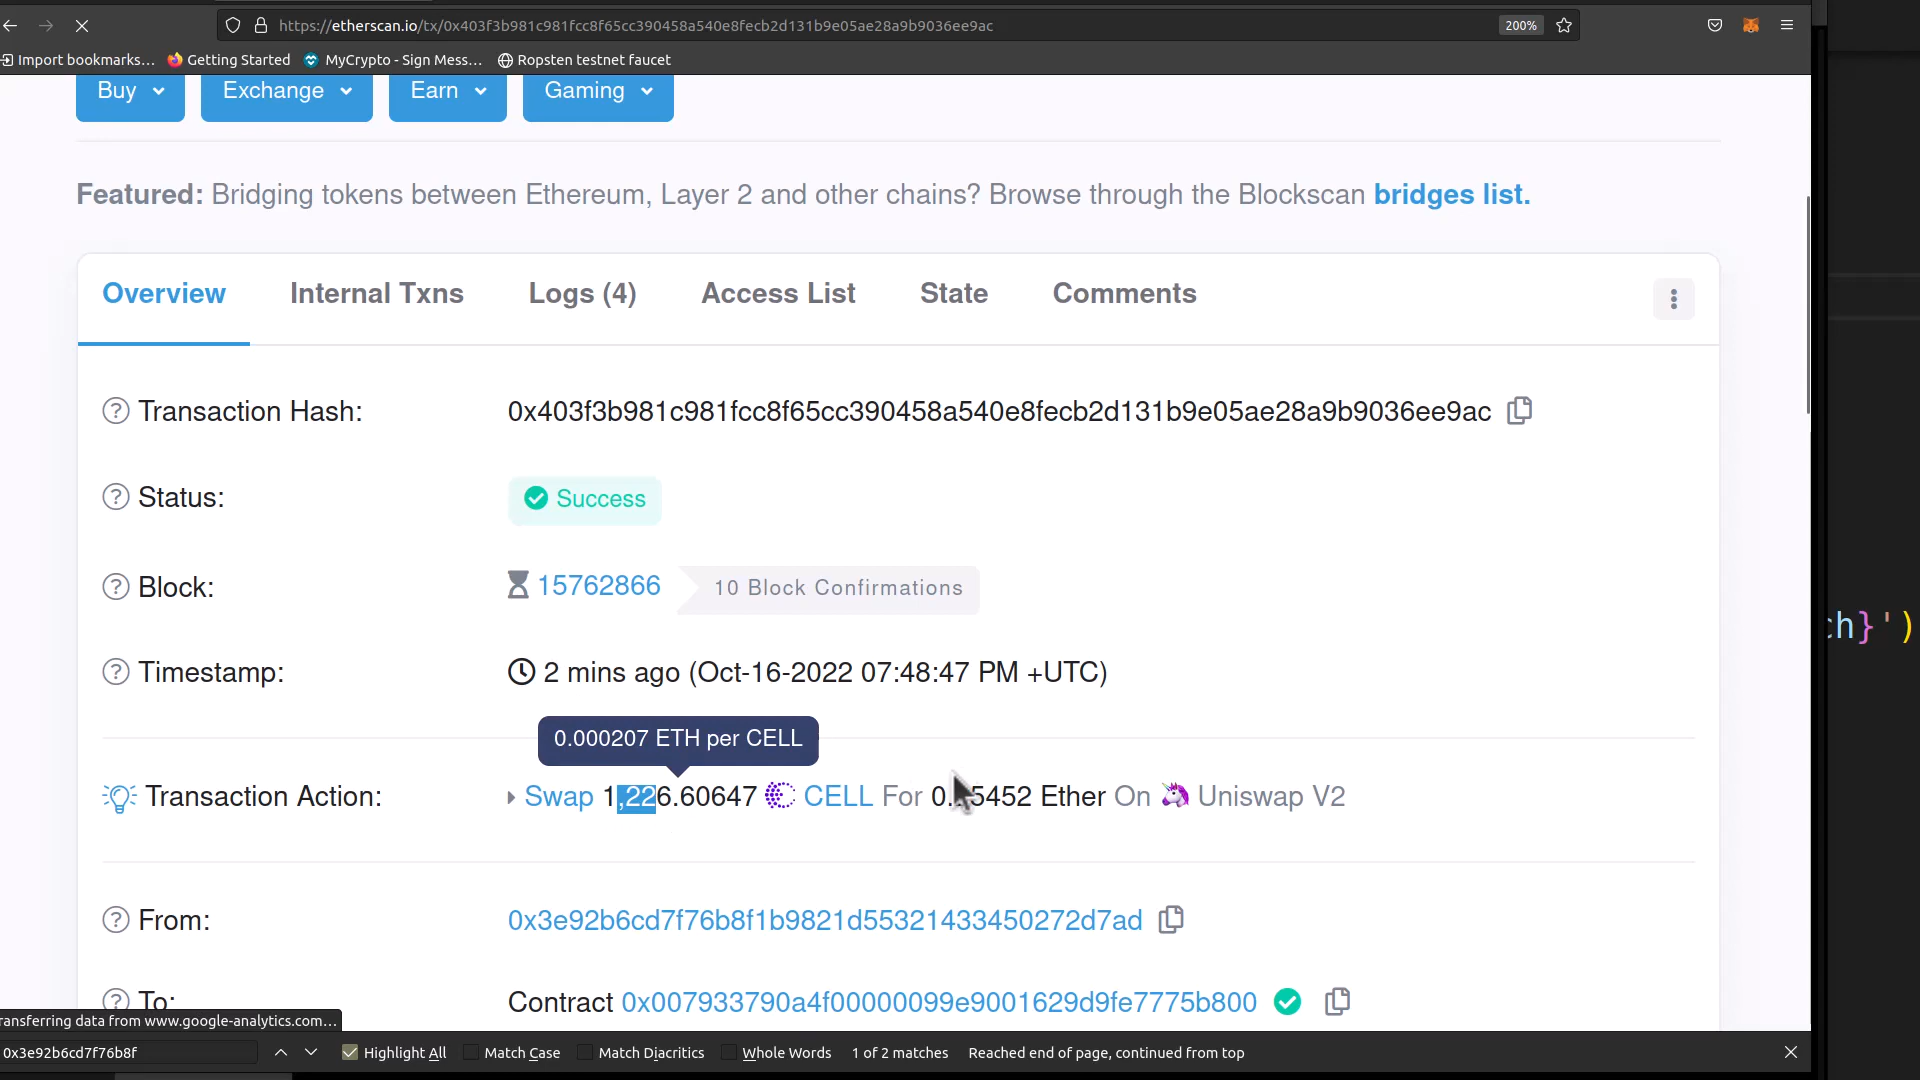 https://etherscan.io/tx/0x403f3b981c981fcc8f65cc390458a540e8fecb2d131b9e05ae28a9b9036ee9ac 200%
Import bookmarks… Getting Started MyCrypto - Sign Mess… Ropsten testnet faucet
Buy Exchange Earn Gaming
Featured: Bridging tokens between Ethereum, Layer 2 and other chains? Browse through the Blockscan bridges list.
Overview Internal Txns Logs (4) Access List State Comments
? Transaction Hash: 0x403f3b981c981fcc8f65cc390458a540e8fecb2d131b9e05ae28a9b9036ee9ac
? Status: Success
? Block: 15762866 10 Block Confirmations
ch}')
? Timestamp: 2 mins ago (Oct-16-2022 07:48:47 PM +UTC)
0.000207 ETH per CELL
Transaction Action: Swap 1,226.60647 CELL For Ether On Uniswap V2
? From: 0x3e92b6cd7f76b8f1b9821d55321433450272d7ad
? To: Contract 0x007933790a4f00000099e9001629d9fe7775b800
ransferring data from www.google-analytics.com…
0x3e92b6cd7f76b8f Highlight All Match Case Match Diacritics Whole Words 1 of 2 matches Reached end of page, continued from top